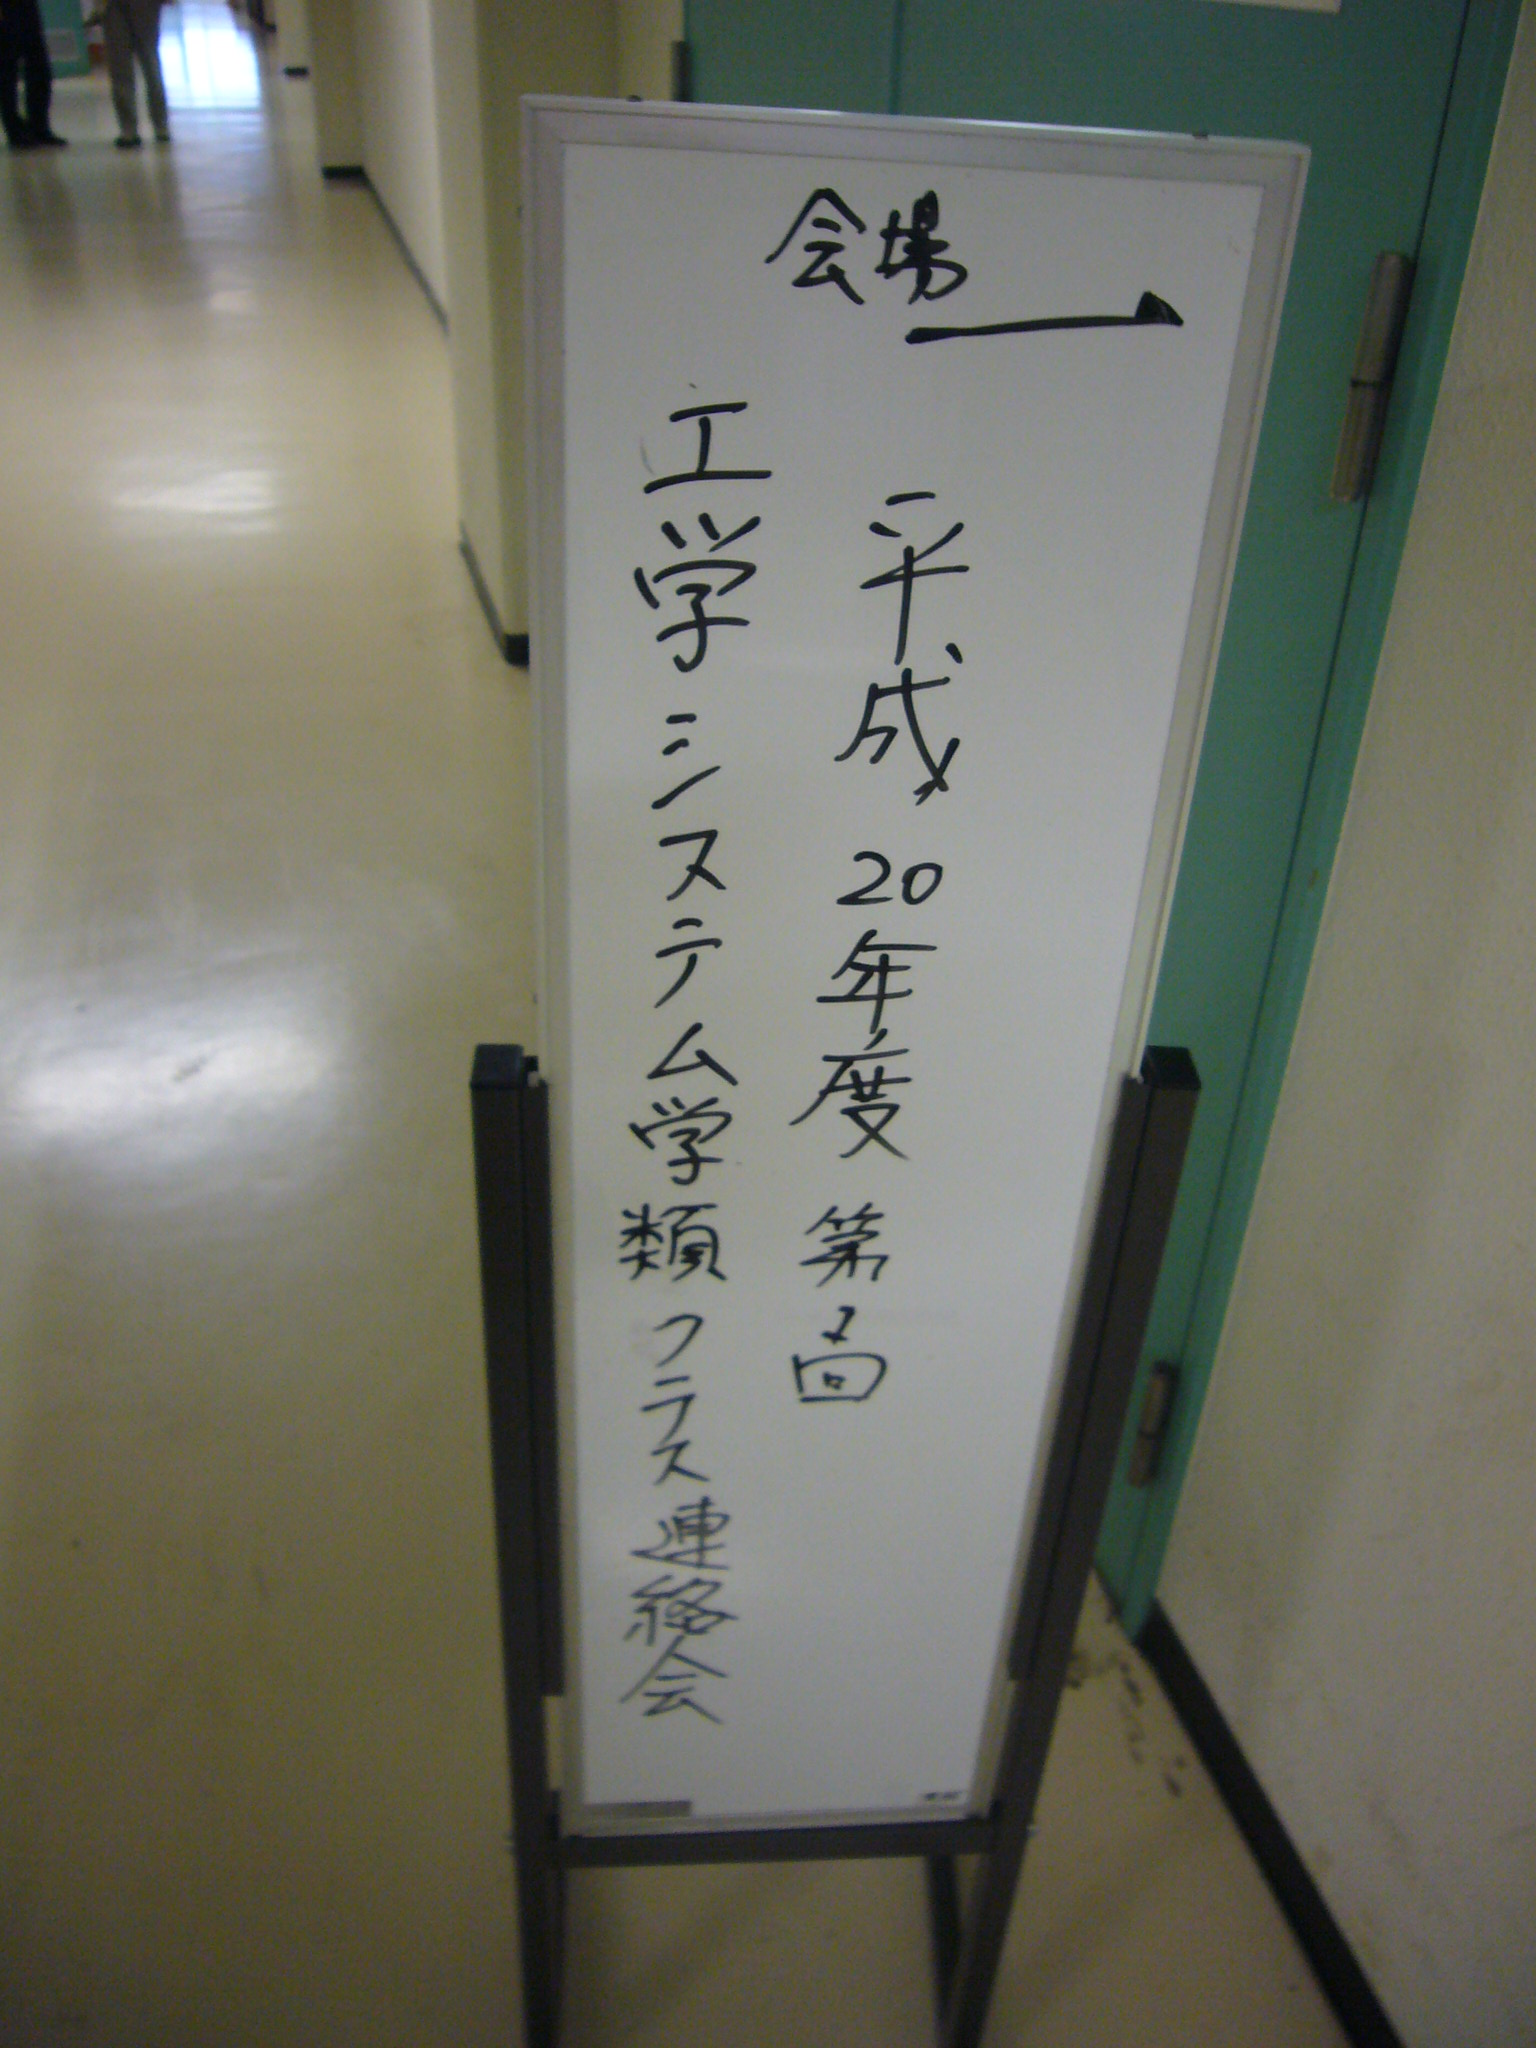 会場
平成20年度 第2回
工学システム学類クラス連絡会